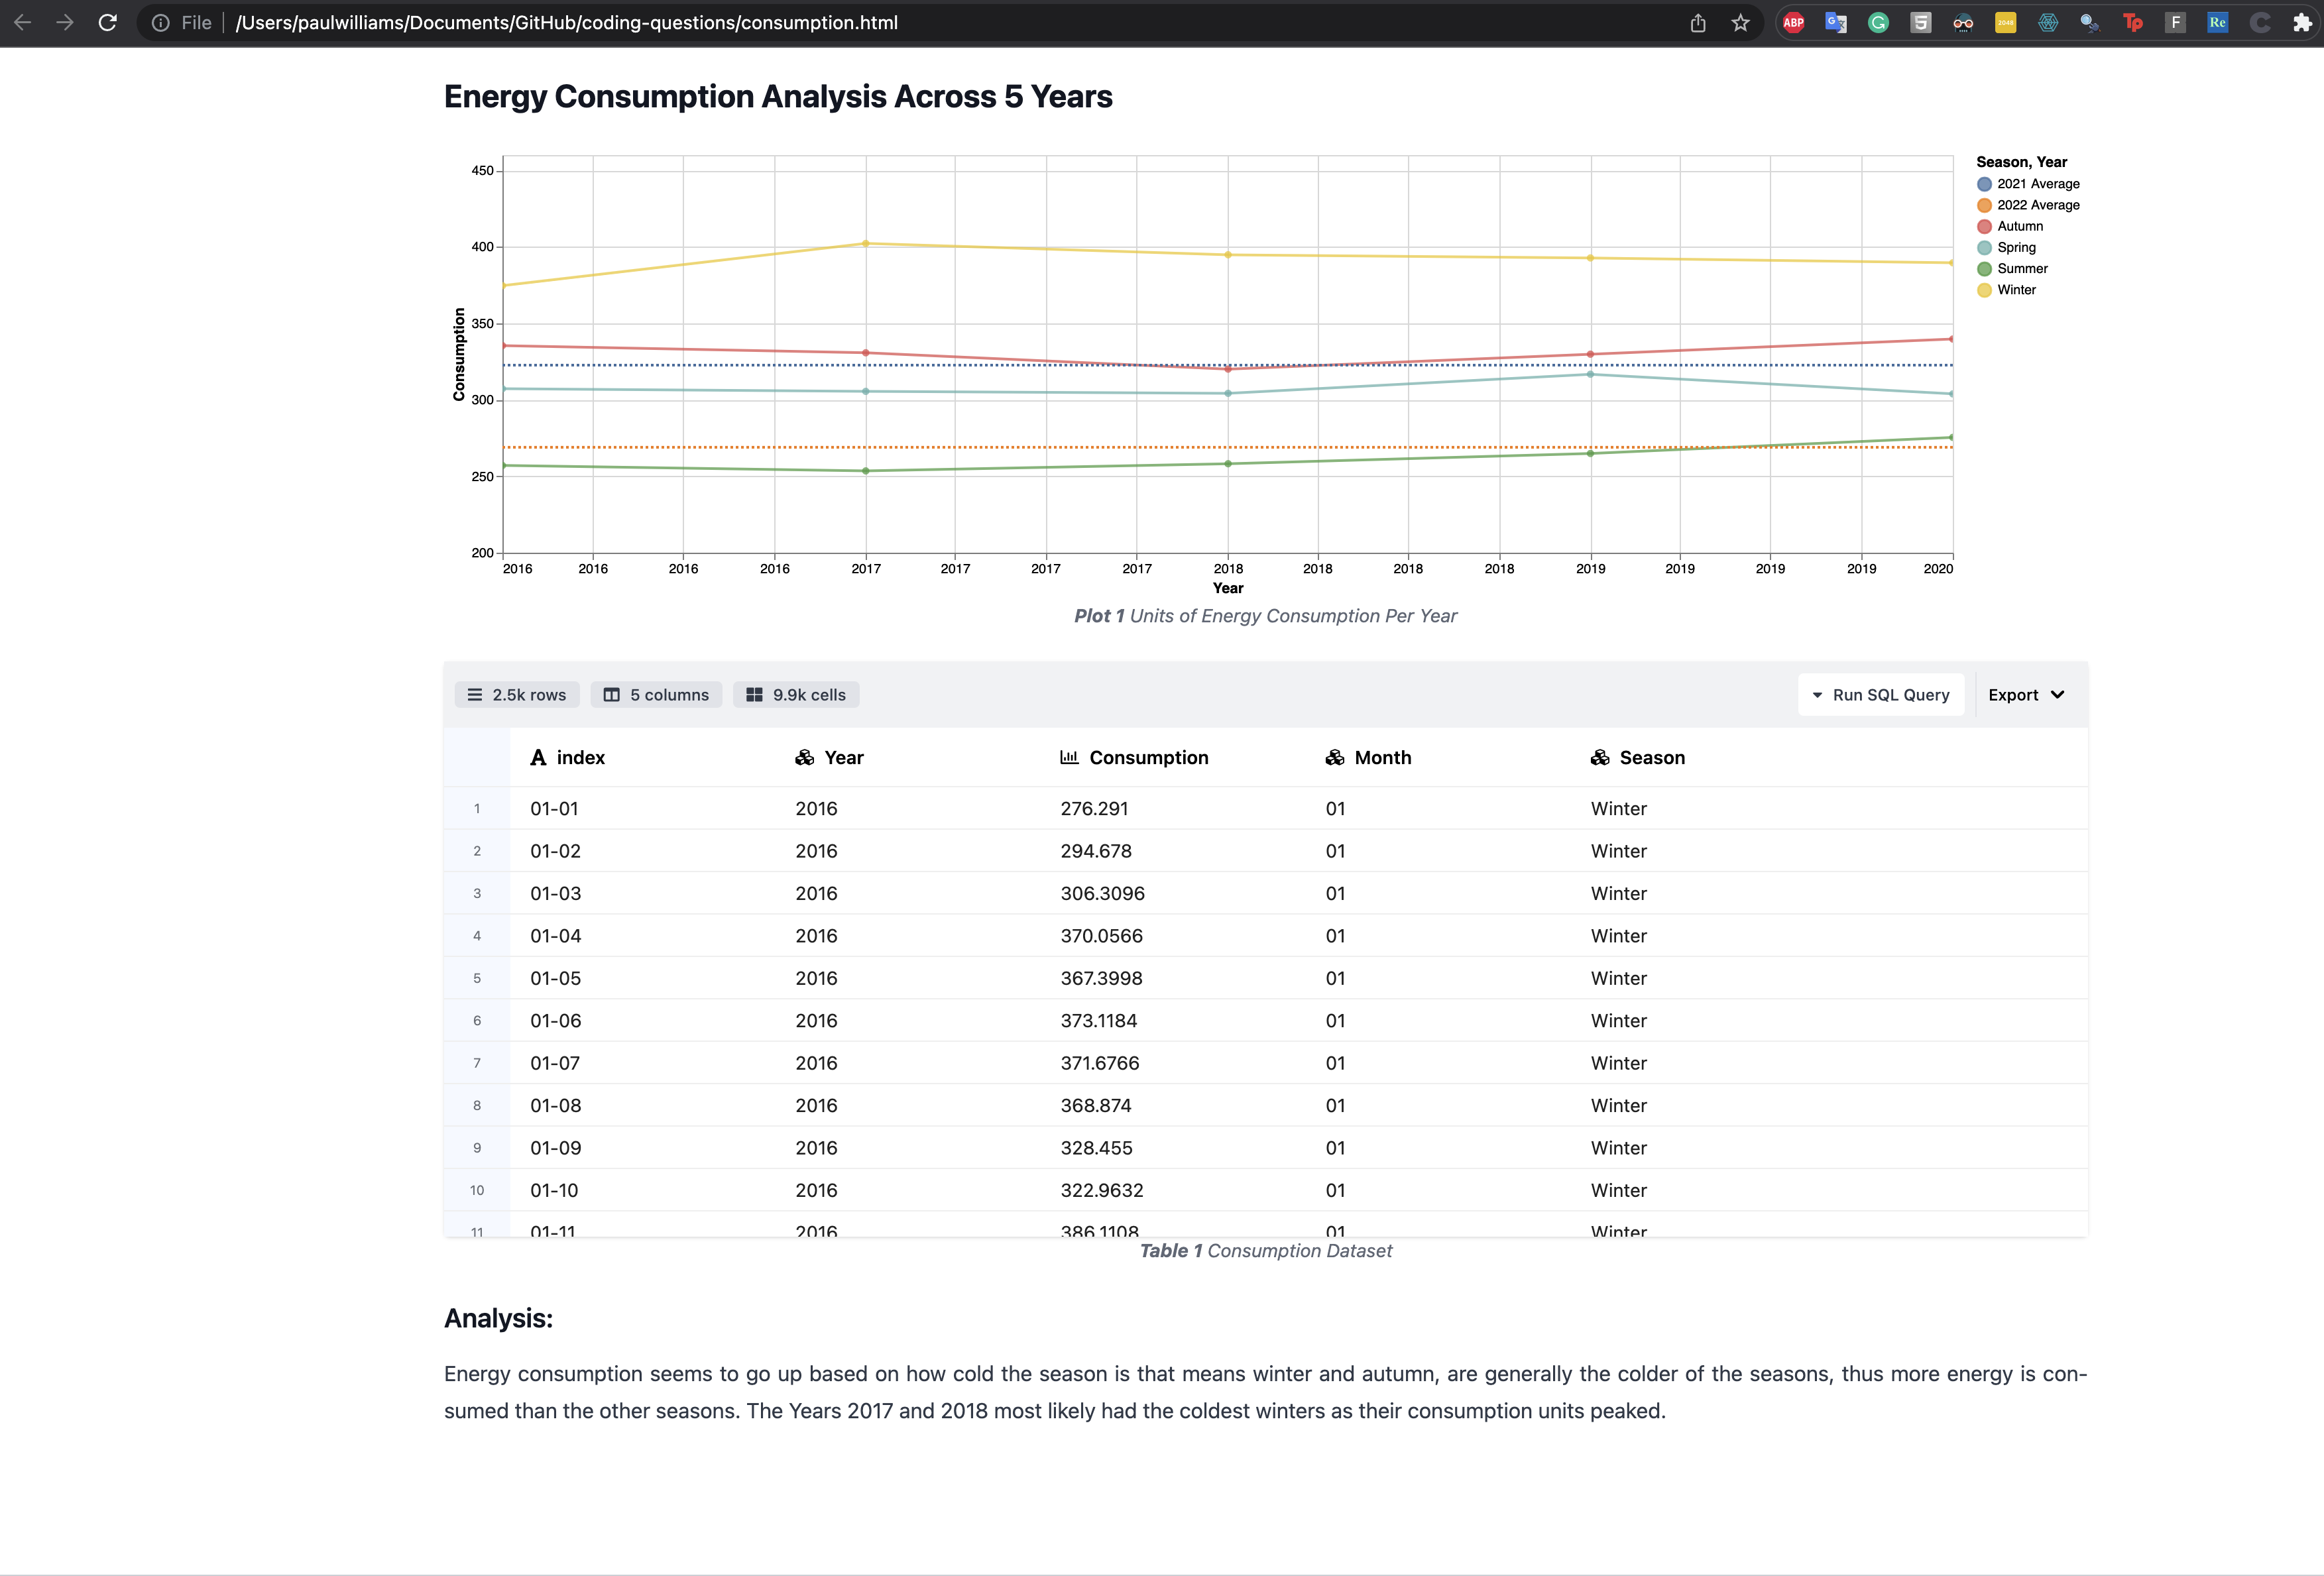 File | /Users/paulwilliams/Documents/GitHub/coding-questions/consumption.html
ABP G G 5 2048 Tp F Re C
Energy Consumption Analysis Across 5 Years
Season, Year
2021 Average
2022 Average
Autumn
Spring
Summer
Winter
450
400
350
300
250
200
Consumption
2016 2016 2016 2016 2017 2017 2017 2017 2018 2018 2018 2018 2019 2019 2019 2019 2020
Year
Plot 1 Units of Energy Consumption Per Year
2.5k rows 5 columns 9.9k cells Run SQL Query Export
index Year Consumption Month Season
1 01-01 2016 276.291 01 Winter
2 01-02 2016 294.678 01 Winter
3 01-03 2016 306.3096 01 Winter
4 01-04 2016 370.0566 01 Winter
5 01-05 2016 367.3998 01 Winter
6 01-06 2016 373.1184 01 Winter
7 01-07 2016 371.6766 01 Winter
8 01-08 2016 368.874 01 Winter
9 01-09 2016 328.455 01 Winter
10 01-10 2016 322.9632 01 Winter
11 01-11 2016 386.1108 01 Winter
Table 1 Consumption Dataset
Analysis:
Energy consumption seems to go up based on how cold the season is that means winter and autumn, are generally the colder of the seasons, thus more energy is con-
sumed than the other seasons. The Years 2017 and 2018 most likely had the coldest winters as their consumption units peaked.